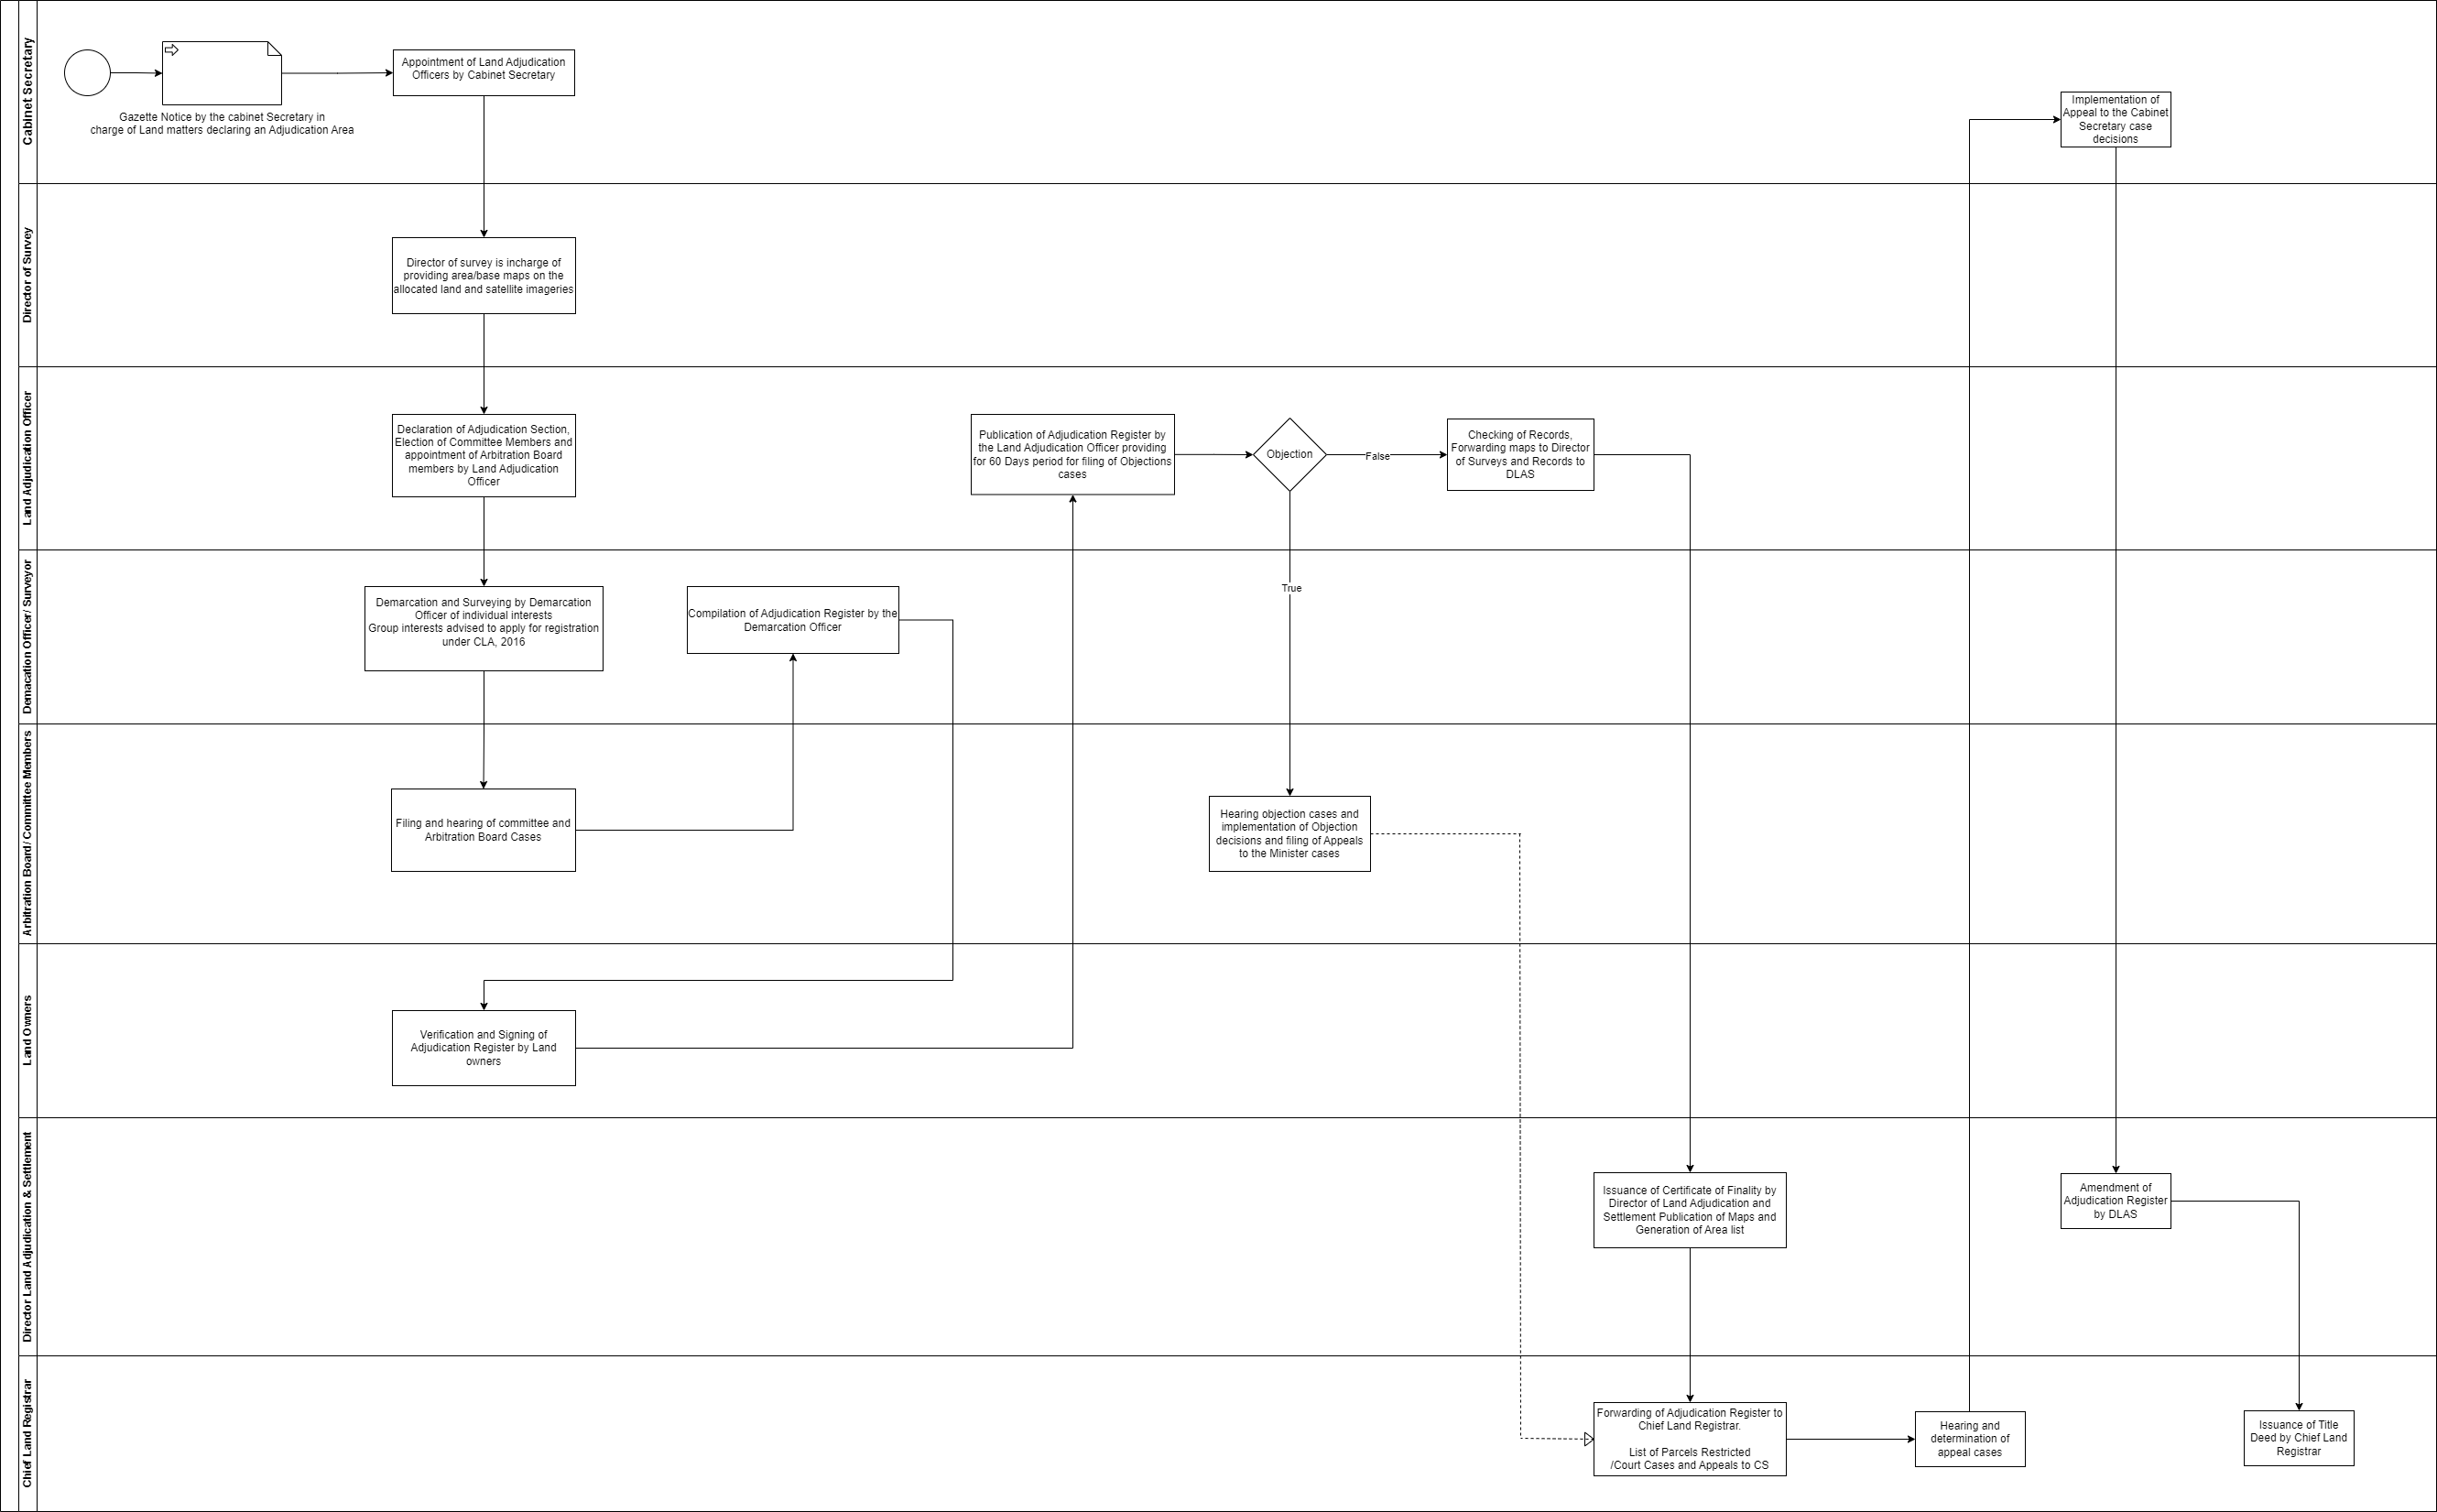 Cabinet Secretary
Gazette Notice by the cabinet Secretary in
charge of Land matters declaring an Adjudication Area
Appointment of Land Adjudication
Officers by Cabinet Secretary
Implementation of
Appeal to the Cabinet
Secretary case
decisions
Director of Survey
Director of survey is incharge of
providing area/base maps on the
allocated land and satellite imageries
Land Adjudication Officer
Declaration of Adjudication Section,
Election of Committee Members and
appointment of Arbitration Board
members by Land Adjudication
Officer
Publication of Adjudication Register by
the Land Adjudication Officer providing
for 60 Days period for filing of Objections
cases
Objection
False
Checking of Records,
Forwarding maps to Director
of Surveys and Records to
DLAS
Demacation Officer/ Surveyor
Demarcation and Surveying by Demarcation
Officer of individual interests
Group interests advised to apply for registration
under CLA, 2016
Compilation of Adjudication Register by the
Demarcation Officer
True
Arbitration Board/ Committee Members
Filing and hearing of committee and
Arbitration Board Cases
Hearing objection cases and
implementation of Objection
decisions and filing of Appeals
to the Minister cases
Land Owners
Verification and Signing of
Adjudication Register by Land
owners
Director Land Adjudication & Settlement
Issuance of Certificate of Finality by
Director of Land Adjudication and
Settlement Publication of Maps and
Generation of Area list
Amendment of
Adjudication Register
by DLAS
Chief Land Registrar
Forwarding of Adjudication Register to
Chief Land Registrar.
List of Parcels Restricted
/Court Cases and Appeals to CS
Hearing and
determination of
appeal cases
Issuance of Title
Deed by Chief Land
Registrar